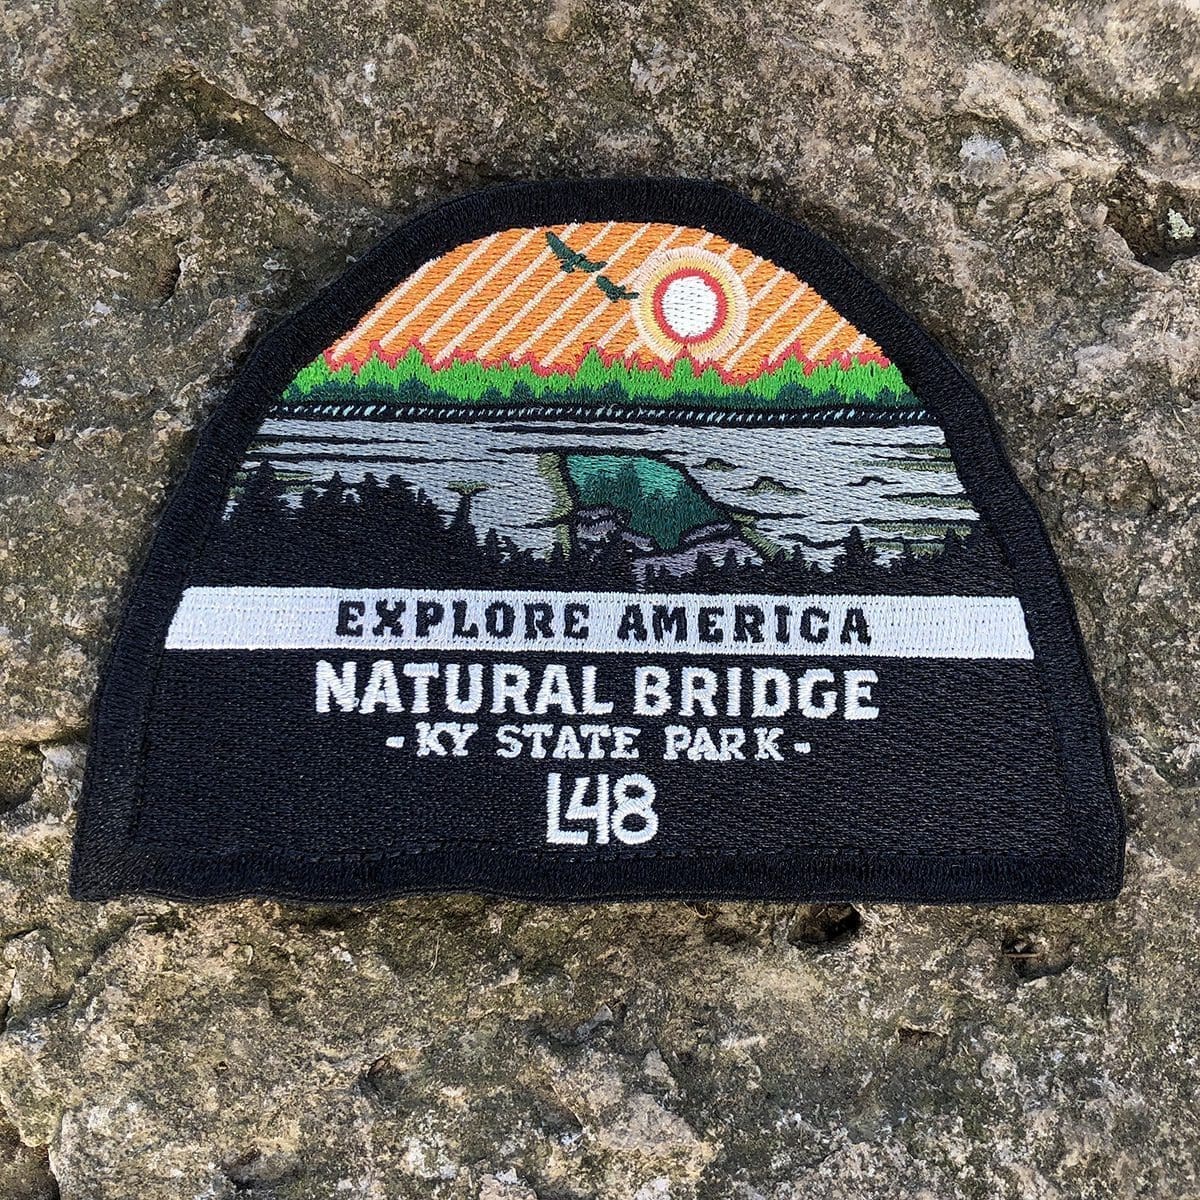 EXPLORE AMERICA
NATURAL BRIDGE
- KY STATE PARK -
L48